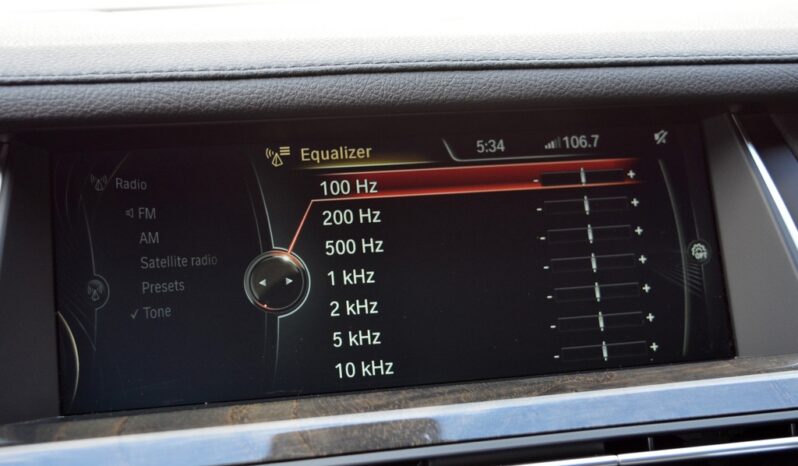 Equalizer 5:34 106.7
Radio
FM
AM
Satellite radio
Presets
✓ Tone
100 Hz - +
200 Hz - +
500 Hz - +
1 kHz - +
2 kHz - +
5 kHz - +
10 kHz - +
OPT